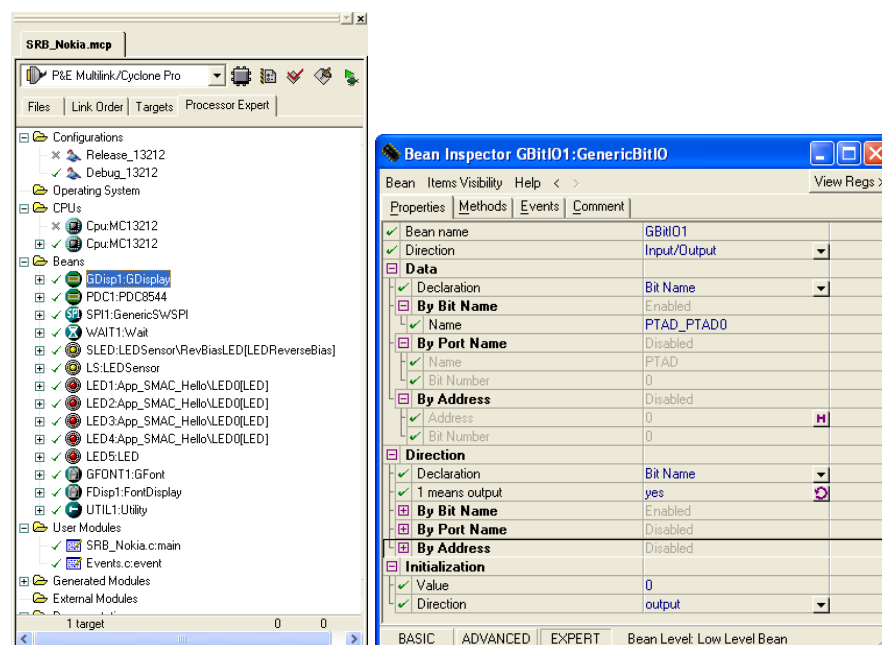 SRB_Nokia.mcp
P&E Multilink/Cyclone Pro
Files Link Order Targets Processor Expert
Configurations
Release_13212
Debug_13212
Operating System
CPUs
Cpu:MC13212
Cpu:MC13212
Beans
GDisp1:GDisplay
PDC1:PDC8544
SPI1:GenericSWSPI
WAIT1:Wait
SLED:LEDSensor\RevBiasLED[LEDReverseBias]
LS:LEDSensor
LED1:App_SMAC_Hello\LED0[LED]
LED2:App_SMAC_Hello\LED0[LED]
LED3:App_SMAC_Hello\LED0[LED]
LED4:App_SMAC_Hello\LED0[LED]
LED5:LED
GFONT1:GFont
FDisp1:FontDisplay
UTIL1:Utility
User Modules
SRB_Nokia.c:main
Events.c:event
Generated Modules
External Modules
1 target 0 0
Bean Inspector GBitIO1:GenericBitIO
Bean Items Visibility Help < > View Regs >
Properties Methods Events Comment
Bean name GBitIO1
Direction Input/Output
Data
Declaration Bit Name
By Bit Name Enabled
Name PTAD_PTAD0
By Port Name Disabled
Name PTAD
Bit Number 0
By Address Disabled
Address 0 H
Bit Number 0
Direction
Declaration Bit Name
1 means output yes
By Bit Name Enabled
By Port Name Disabled
By Address Disabled
Initialization
Value 0
Direction output
BASIC ADVANCED EXPERT Bean Level: Low Level Bean